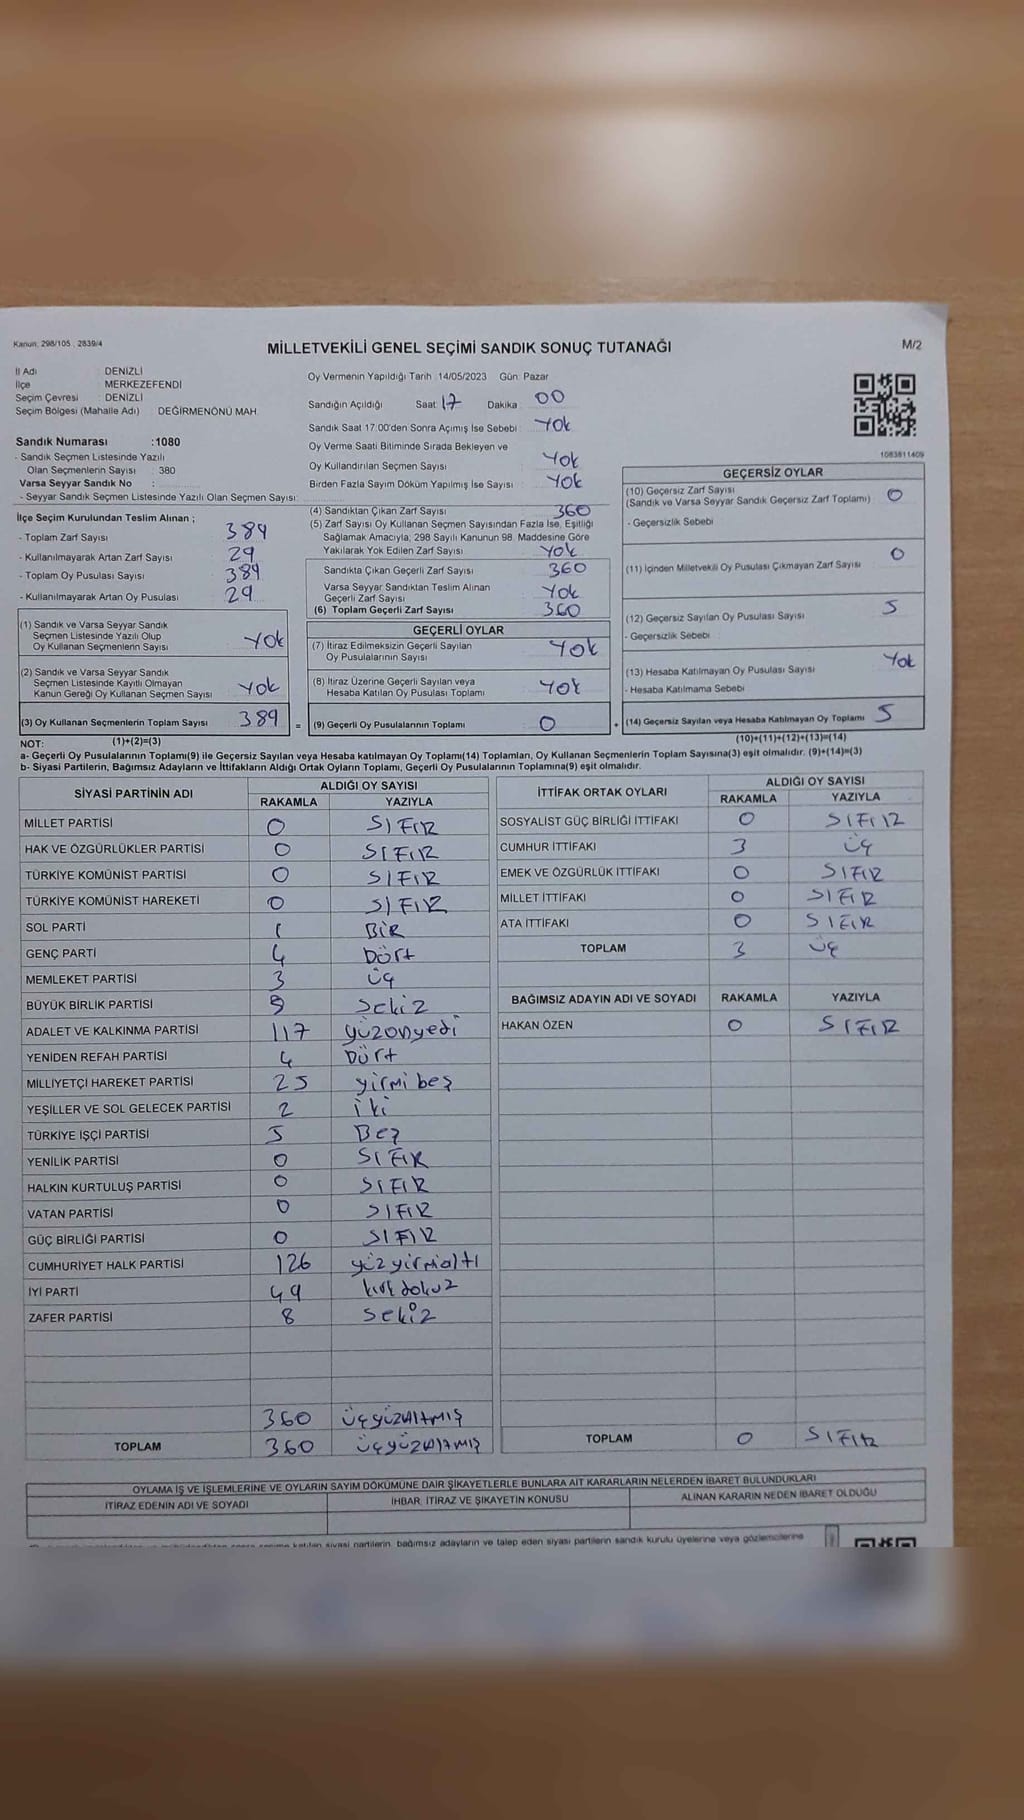 Kanun: 298/105 , 2839/4
MİLLETVEKİLİ GENEL SEÇİMİ SANDIK SONUÇ TUTANAĞI
M/2
İl Adı : DENİZLİ
İlçe : MERKEZEFENDİ
Seçim Çevresi : DENİZLİ
Seçim Bölgesi (Mahalle Adı) : DEĞİRMENÖNÜ MAH.
Sandık Numarası :1080
- Sandık Seçmen Listesinde Yazılı
Olan Seçmenlerin Sayısı : 380
Varsa Seyyar Sandık No :
- Seyyar Sandık Seçmen Listesinde Yazılı Olan Seçmen Sayısı:
Oy Vermenin Yapıldığı Tarih :14/05/2023 Gün: Pazar
Sandığın Açıldığı Saat 17 Dakika 00
Sandık Saat 17:00'den Sonra Açımış İse Sebebi : Yok
Oy Verme Saati Bitiminde Sırada Bekleyen ve
Oy Kullandırılan Seçmen Sayısı Yok
Birden Fazla Sayım Döküm Yapılmış İse Sayısı : Yok
1083811409
İlçe Seçim Kurulundan Teslim Alınan ;
- Toplam Zarf Sayısı 389
- Kullanılmayarak Artan Zarf Sayısı 29
- Toplam Oy Pusulası Sayısı 389
- Kullanılmayarak Artan Oy Pusulası 29
(1) Sandık ve Varsa Seyyar Sandık
Seçmen Listesinde Yazılı Olup
Oy Kullanan Seçmenlerin Sayısı Yok
(2) Sandık ve Varsa Seyyar Sandık
Seçmen Listesinde Kayıtlı Olmayan
Kanun Gereği Oy Kullanan Seçmen Sayısı Yok
(3) Oy Kullanan Seçmenlerin Toplam Sayısı 389 =
(4) Sandıktan Çıkan Zarf Sayısı 360
(5) Zarf Sayısı Oy Kullanan Seçmen Sayısından Fazla İse, Eşitliği
Sağlamak Amacıyla, 298 Sayılı Kanunun 98. Maddesine Göre
Yakılarak Yok Edilen Zarf Sayısı Yok
Sandıkta Çıkan Geçerli Zarf Sayısı 360
Varsa Seyyar Sandıktan Teslim Alınan
Geçerli Zarf Sayısı Yok
(6) Toplam Geçerli Zarf Sayısı 360
GEÇERLİ OYLAR
(7) İtiraz Edilmeksizin Geçerli Sayılan
Oy Pusulalarının Sayısı Yok
(8) İtiraz Üzerine Geçerli Sayılan veya
Hesaba Katılan Oy Pusulası Toplamı Yok
(9) Geçerli Oy Pusulalarının Toplamı 0 +
GEÇERSİZ OYLAR
(10) Geçersiz Zarf Sayısı
(Sandık ve Varsa Seyyar Sandık Geçersiz Zarf Toplamı) 0
- Geçersizlik Sebebi
(11) İçinden Milletvekili Oy Pusulası Çıkmayan Zarf Sayısı 0
(12) Geçersiz Sayılan Oy Pusulası Sayısı 5
- Geçersizlik Sebebi
(13) Hesaba Katılmayan Oy Pusulası Sayısı Yok
- Hesaba Katılmama Sebebi
(14) Geçersiz Sayılan veya Hesaba Katılmayan Oy Toplamı 5
NOT: (1)+(2)=(3) (10)+(11)+(12)+(13)=(14)
a- Geçerli Oy Pusulalarının Toplamı(9) ile Geçersiz Sayılan veya Hesaba katılmayan Oy Toplamı(14) Toplamları, Oy Kullanan Seçmenlerin Toplam Sayısına(3) eşit olmalıdır. (9)+(14)=(3)
b- Siyasi Partilerin, Bağımsız Adayların ve İttifakların Aldığı Ortak Oyların Toplamı, Geçerli Oy Pusulalarının Toplamına(9) eşit olmalıdır.
SİYASİ PARTİNİN ADI ALDIĞI OY SAYISI
RAKAMLA YAZIYLA
MİLLET PARTİSİ 0 SIFIR
HAK VE ÖZGÜRLÜKLER PARTİSİ 0 SIFIR
TÜRKİYE KOMÜNİST PARTİSİ 0 SIFIR
TÜRKİYE KOMÜNİST HAREKETİ 0 SIFIR
SOL PARTİ 1 BİR
GENÇ PARTİ 4 Dört
MEMLEKET PARTİSİ 3 üç
BÜYÜK BİRLİK PARTİSİ 8 Sekiz
ADALET VE KALKINMA PARTİSİ 117 yüzonyedi
YENİDEN REFAH PARTİSİ 4 Dört
MİLLİYETÇİ HAREKET PARTİSİ 25 yirmi beş
YEŞİLLER VE SOL GELECEK PARTİSİ 2 iki
TÜRKİYE İŞÇİ PARTİSİ 5 Beş
YENİLİK PARTİSİ 0 SIFIR
HALKIN KURTULUŞ PARTİSİ 0 SIFIR
VATAN PARTİSİ 0 SIFIR
GÜÇ BİRLİĞİ PARTİSİ 0 SIFIR
CUMHURİYET HALK PARTİSİ 126 yüzyirmialtı
İYİ PARTİ 49 kırkdokuz
ZAFER PARTİSİ 8 Sekiz
360 üçyüzaltmış
TOPLAM 360 üçyüzaltmış
İTTİFAK ORTAK OYLARI ALDIĞI OY SAYISI
RAKAMLA YAZIYLA
SOSYALİST GÜÇ BİRLİĞİ İTTİFAKI 0 SIFIR
CUMHUR İTTİFAKI 3 üç
EMEK VE ÖZGÜRLÜK İTTİFAKI 0 SIFIR
MİLLET İTTİFAKI 0 SIFIR
ATA İTTİFAKI 0 SIFIR
TOPLAM 3 üç
BAĞIMSIZ ADAYIN ADI VE SOYADI RAKAMLA YAZIYLA
HAKAN ÖZEN 0 SIFIR
TOPLAM 0 SIFIR
OYLAMA İŞ VE İŞLEMLERİNE VE OYLARIN SAYIM DÖKÜMÜNE DAİR ŞİKAYETLERLE BUNLARA AİT KARARLARIN NELERDEN İBARET BULUNDUKLARI
İTİRAZ EDENİN ADI VE SOYADI İHBAR, İTİRAZ VE ŞİKAYETİN KONUSU ALINAN KARARIN NEDEN İBARET OLDUĞU
siyasi partilerin, bağımsız adayların ve talep eden siyasi partilerin sandık kurulu üyelerine veya gözlemcilerine